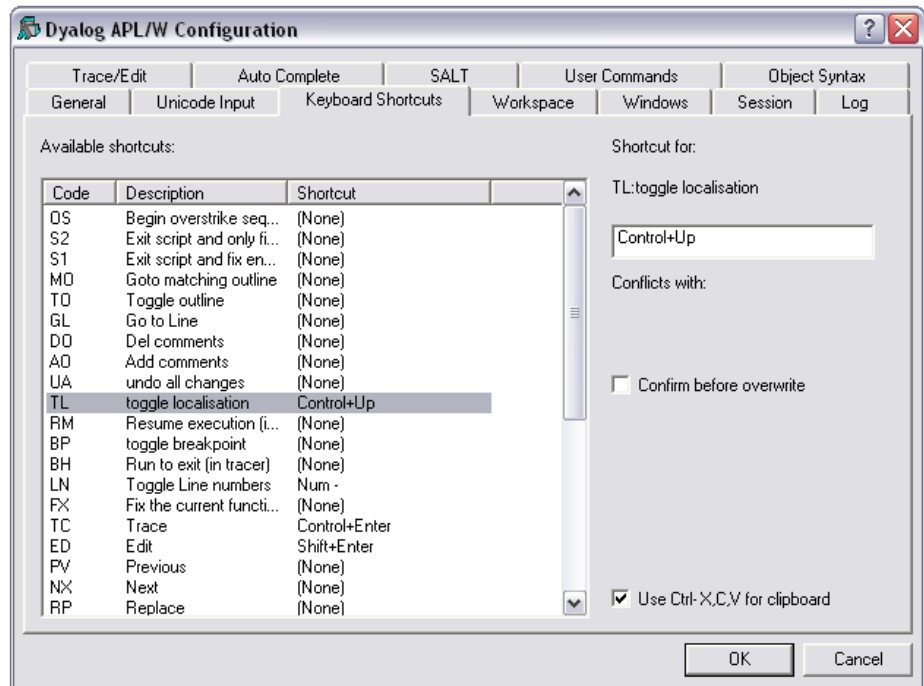 Dyalog APL/W Configuration
Trace/Edit Auto Complete SALT User Commands Object Syntax
General Unicode Input Keyboard Shortcuts Workspace Windows Session Log
Available shortcuts:
Shortcut for:
Code Description Shortcut
TL:toggle localisation
OS Begin overstrike seq... (None)
S2 Exit script and only fi... (None)
Control+Up
S1 Exit script and fix en... (None)
MO Goto matching outline (None)
Conflicts with:
TO Toggle outline (None)
GL Go to Line (None)
DO Del comments (None)
AO Add comments (None)
UA undo all changes (None)
Confirm before overwrite
TL toggle localisation Control+Up
RM Resume execution (i... (None)
BP toggle breakpoint (None)
BH Run to exit (in tracer) (None)
LN Toggle Line numbers Num -
FX Fix the current functi... (None)
TC Trace Control+Enter
ED Edit Shift+Enter
PV Previous (None)
NX Next (None)
RP Replace (None)
Use Ctrl-X,C,V for clipboard
OK Cancel